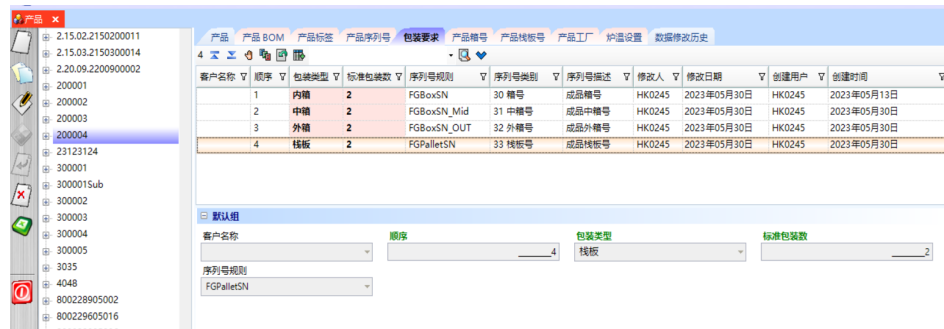 产品
2.15.02.2150200011
2.15.03.2150300014
2.20.09.2200900002
200001
200002
200003
200004
23123124
300001
300001Sub
300002
300003
300004
300005
3035
4048
800228905002
800229605016
产品 产品 BOM 产品标签 产品序列号 包装要求 产品箱号 产品栈板号 产品工厂 炉温设置 数据修改历史
4
客户名称 顺序 包装类型 标准包装数 序列号规则 序列号类别 序列号描述 修改人 修改日期 创建用户 创建时间
1 内箱 2 FGBoxSN 30 箱号 成品箱号 HK0245 2023年05月30日 HK0245 2023年05月13日
2 中箱 2 FGBoxSN_Mid 31 中箱号 成品中箱号 HK0245 2023年05月30日 HK0245 2023年05月30日
3 外箱 2 FGBoxSN_OUT 32 外箱号 成品外箱号 HK0245 2023年05月30日 HK0245 2023年05月30日
4 栈板 2 FGPalletSN 33 栈板号 成品栈板号 HK0245 2023年05月30日 HK0245 2023年05月30日
默认组
客户名称 顺序 包装类型 标准包装数
4 栈板 2
序列号规则
FGPalletSN